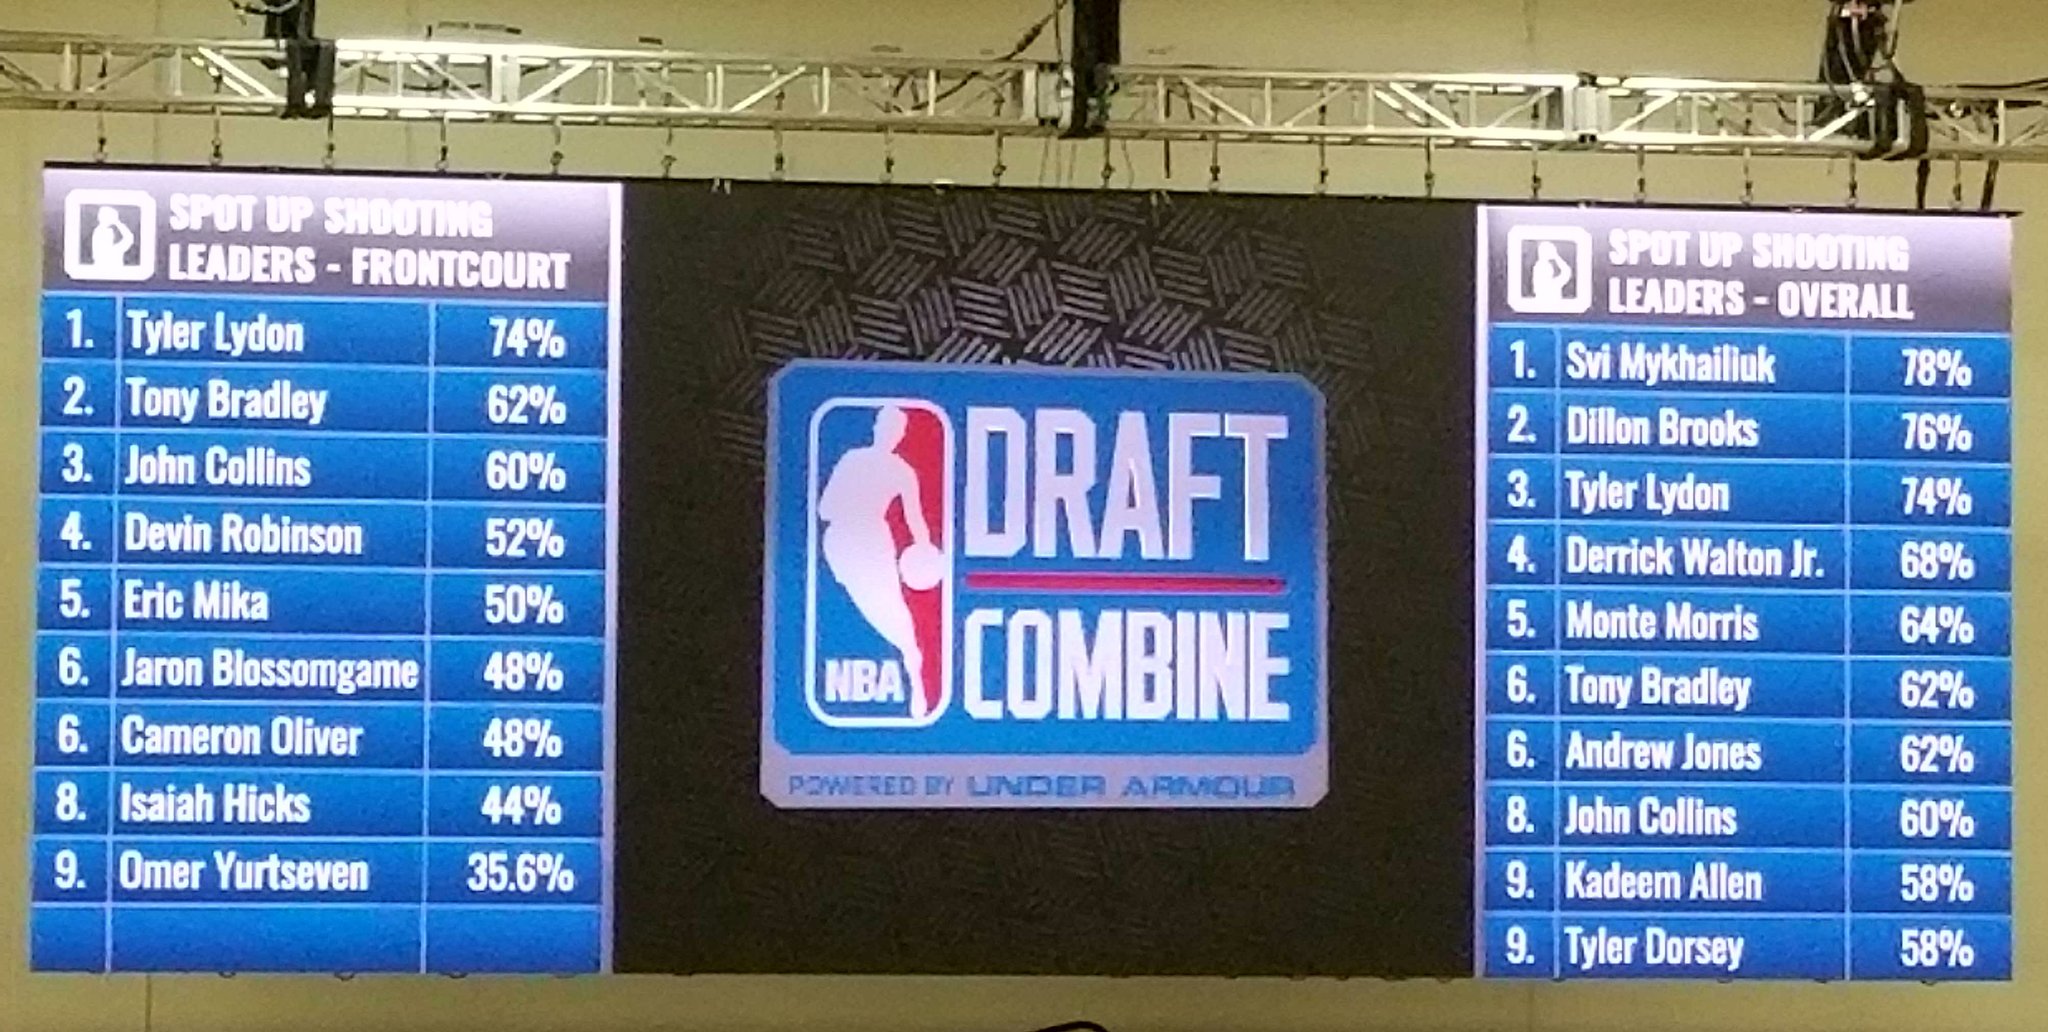 SPOT UP SHOOTING
LEADERS - FRONTCOURT
1. Tyler Lydon 74%
2. Tony Bradley 62%
3. John Collins 60%
4. Devin Robinson 52%
5. Eric Mika 50%
6. Jaron Blossomgame 48%
6. Cameron Oliver 48%
8. Isaiah Hicks 44%
9. Omer Yurtseven 35.6%
DRAFT
COMBINE
NBA
POWERED BY UNDER ARMOUR
SPOT UP SHOOTING
LEADERS - OVERALL
1. Svi Mykhailiuk 78%
2. Dillon Brooks 76%
3. Tyler Lydon 74%
4. Derrick Walton Jr. 68%
5. Monte Morris 64%
6. Tony Bradley 62%
6. Andrew Jones 62%
8. John Collins 60%
9. Kadeem Allen 58%
9. Tyler Dorsey 58%